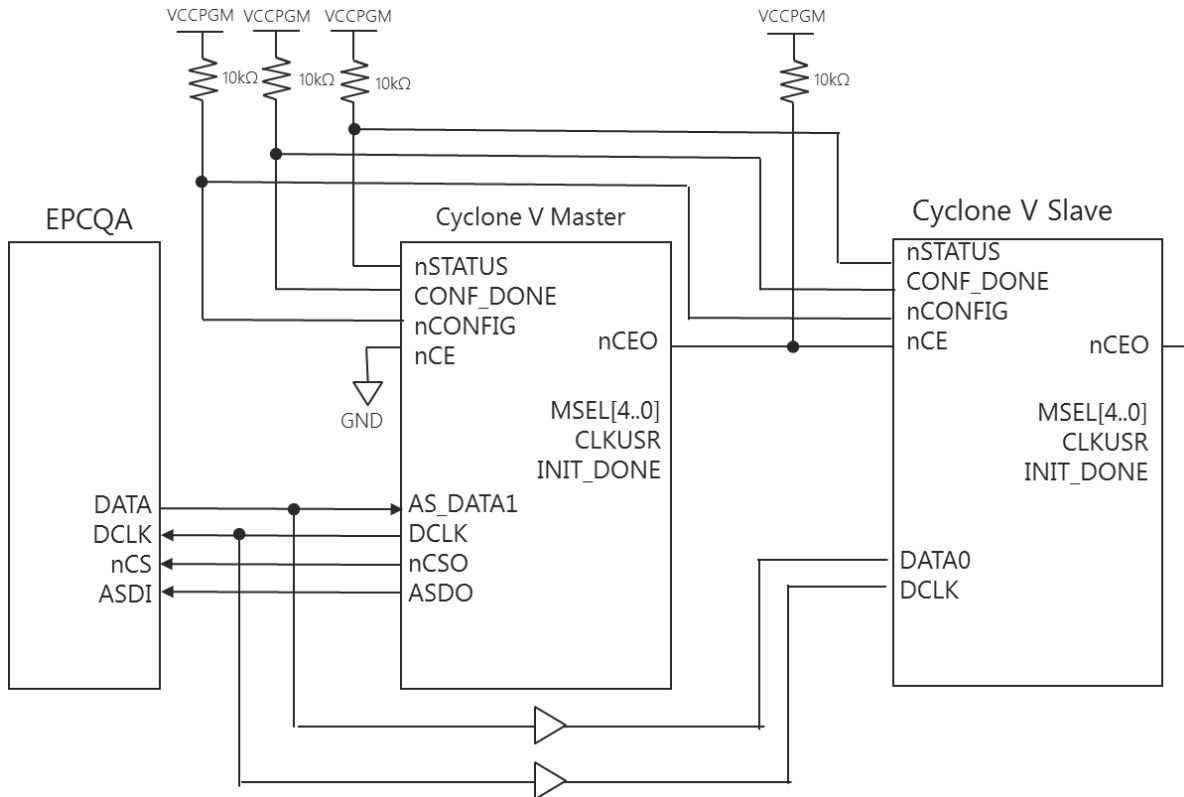 VCCPGM
VCCPGM
VCCPGM
VCCPGM
10kΩ
10kΩ
10kΩ
10kΩ
EPCQA
Cyclone V Master
Cyclone V Slave
nSTATUS
CONF_DONE
nCONFIG
nCE
GND
nCEO
MSEL[4..0]
CLKUSR
INIT_DONE
nSTATUS
CONF_DONE
nCONFIG
nCE
nCEO
MSEL[4..0]
CLKUSR
INIT_DONE
DATA
DCLK
nCS
ASDI
AS_DATA1
DCLK
nCSO
ASDO
DATA0
DCLK